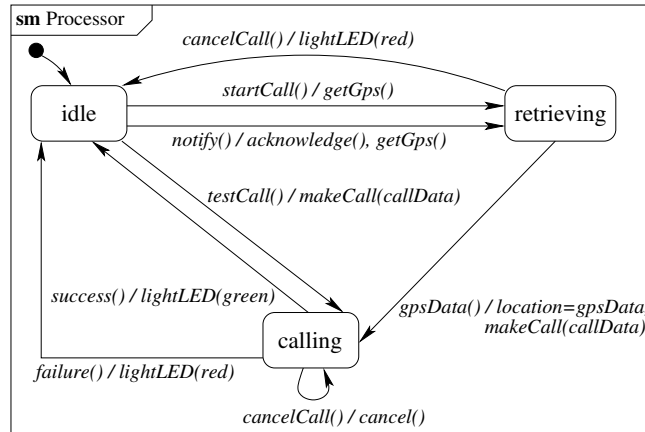 sm Processor
cancelCall() / lightLED(red)
idle
startCall() / getGps()
retrieving
notify() / acknowledge(), getGps()
testCall() / makeCall(callData)
success() / lightLED(green)
gpsData() / location=gpsData,
makeCall(callData)
calling
failure() / lightLED(red)
cancelCall() / cancel()